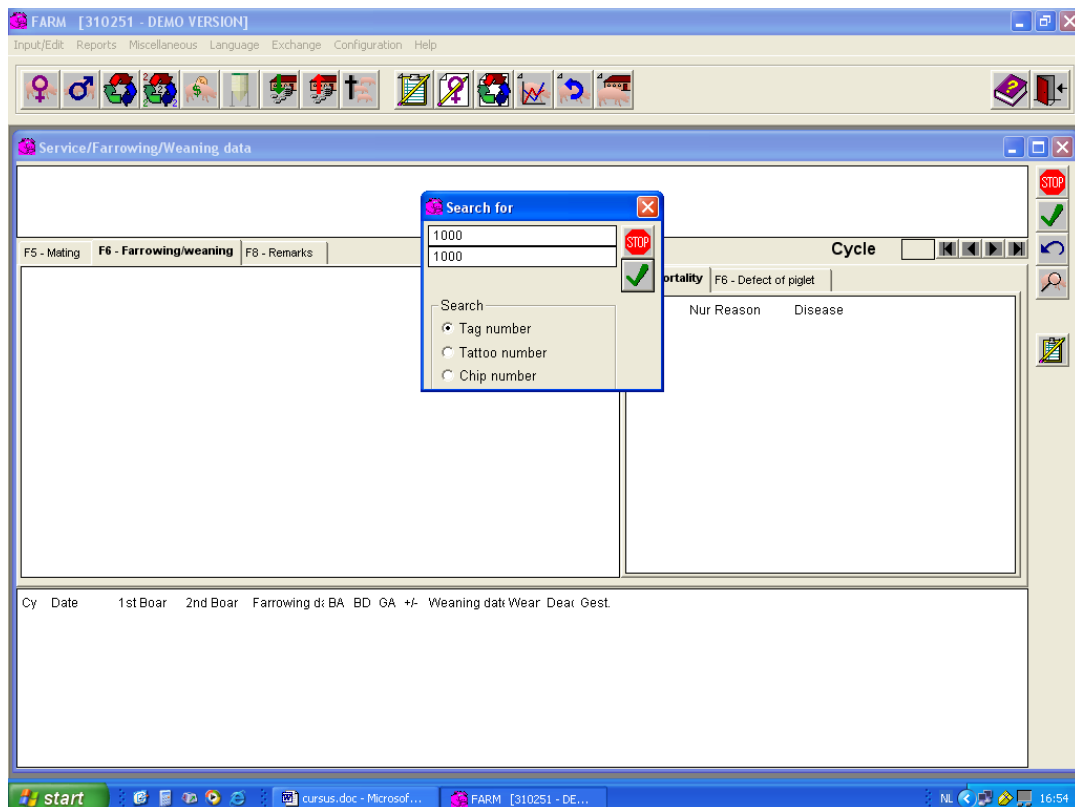 FARM [310251 - DEMO VERSION]
Input/Edit Reports Miscellaneous Language Exchange Configuration Help
Service/Farrowing/Weaning data
STOP
Search for
1000
1000
STOP
F5 - Mating F6 - Farrowing/weaning F8 - Remarks
Cycle
ortality F6 - Defect of piglet
Search
Nur Reason Disease
Tag number
Tattoo number
Chip number
Cy Date 1st Boar 2nd Boar Farrowing da BA BD GA +/- Weaning date Wear Dead Gest.
start
cursus.doc - Microsof...
FARM [310251 - DE...
NL
16:54